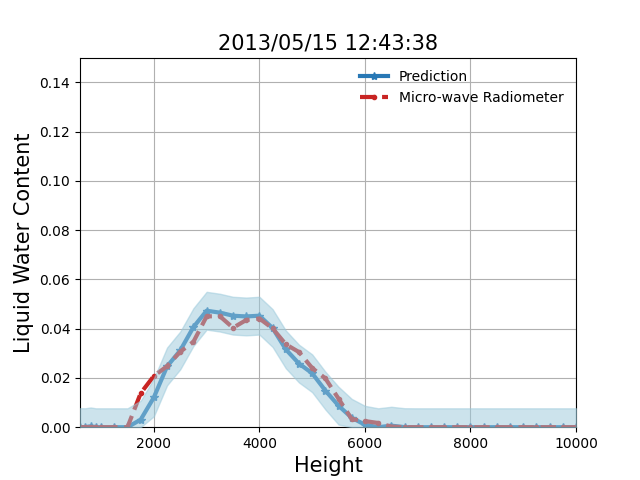 2013/05/15 12:43:38
Prediction
Micro-wave Radiometer
Liquid Water Content
0.14
0.12
0.10
0.08
0.06
0.04
0.02
0.00
2000 4000 6000 8000 10000
Height